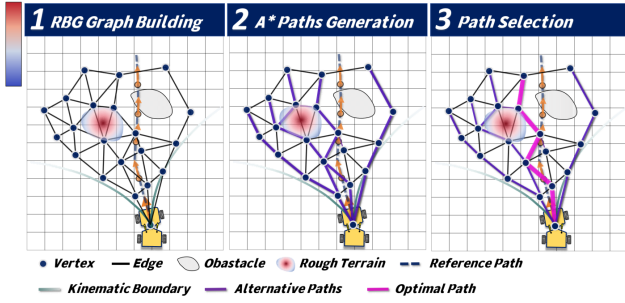 1 RBG Graph Building
2 A* Paths Generation
3 Path Selection
Vertex Edge Obstacle Rough Terrain Reference Path
Kinematic Boundary Alternative Paths Optimal Path